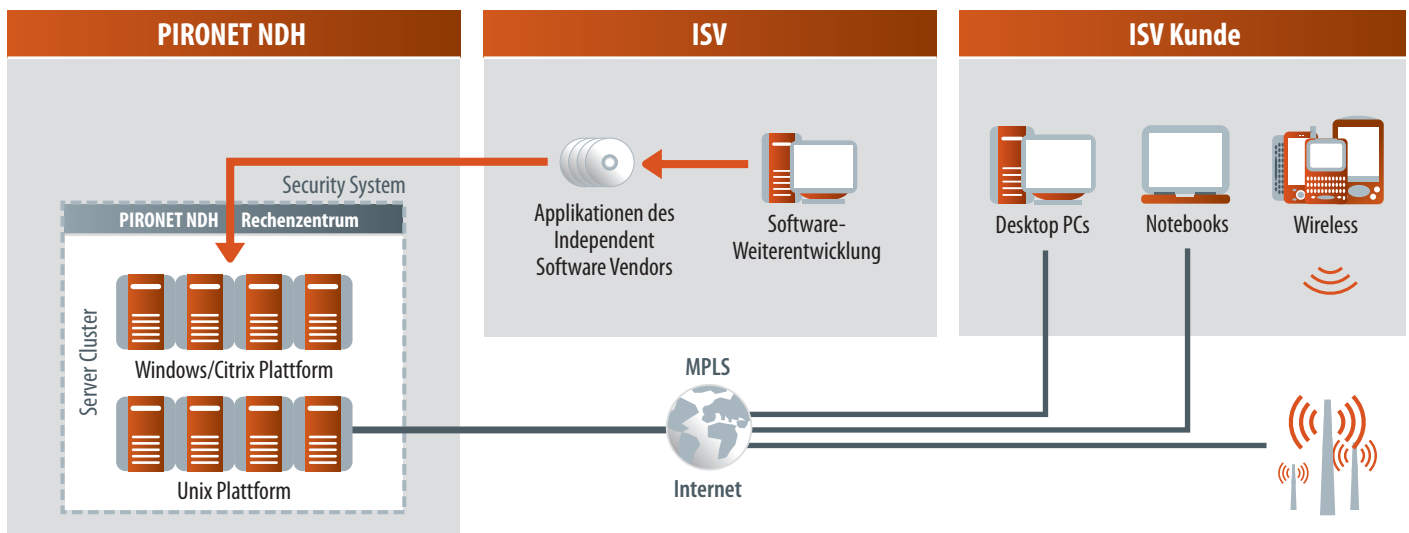 PIRONET NDH
ISV
ISV Kunde
Security System
PIRONET NDH Rechenzentrum
Server Cluster
Windows/Citrix Plattform
Unix Plattform
Applikationen des
Independent
Software Vendors
Software-
Weiterentwicklung
Desktop PCs
Notebooks
Wireless
MPLS
Internet